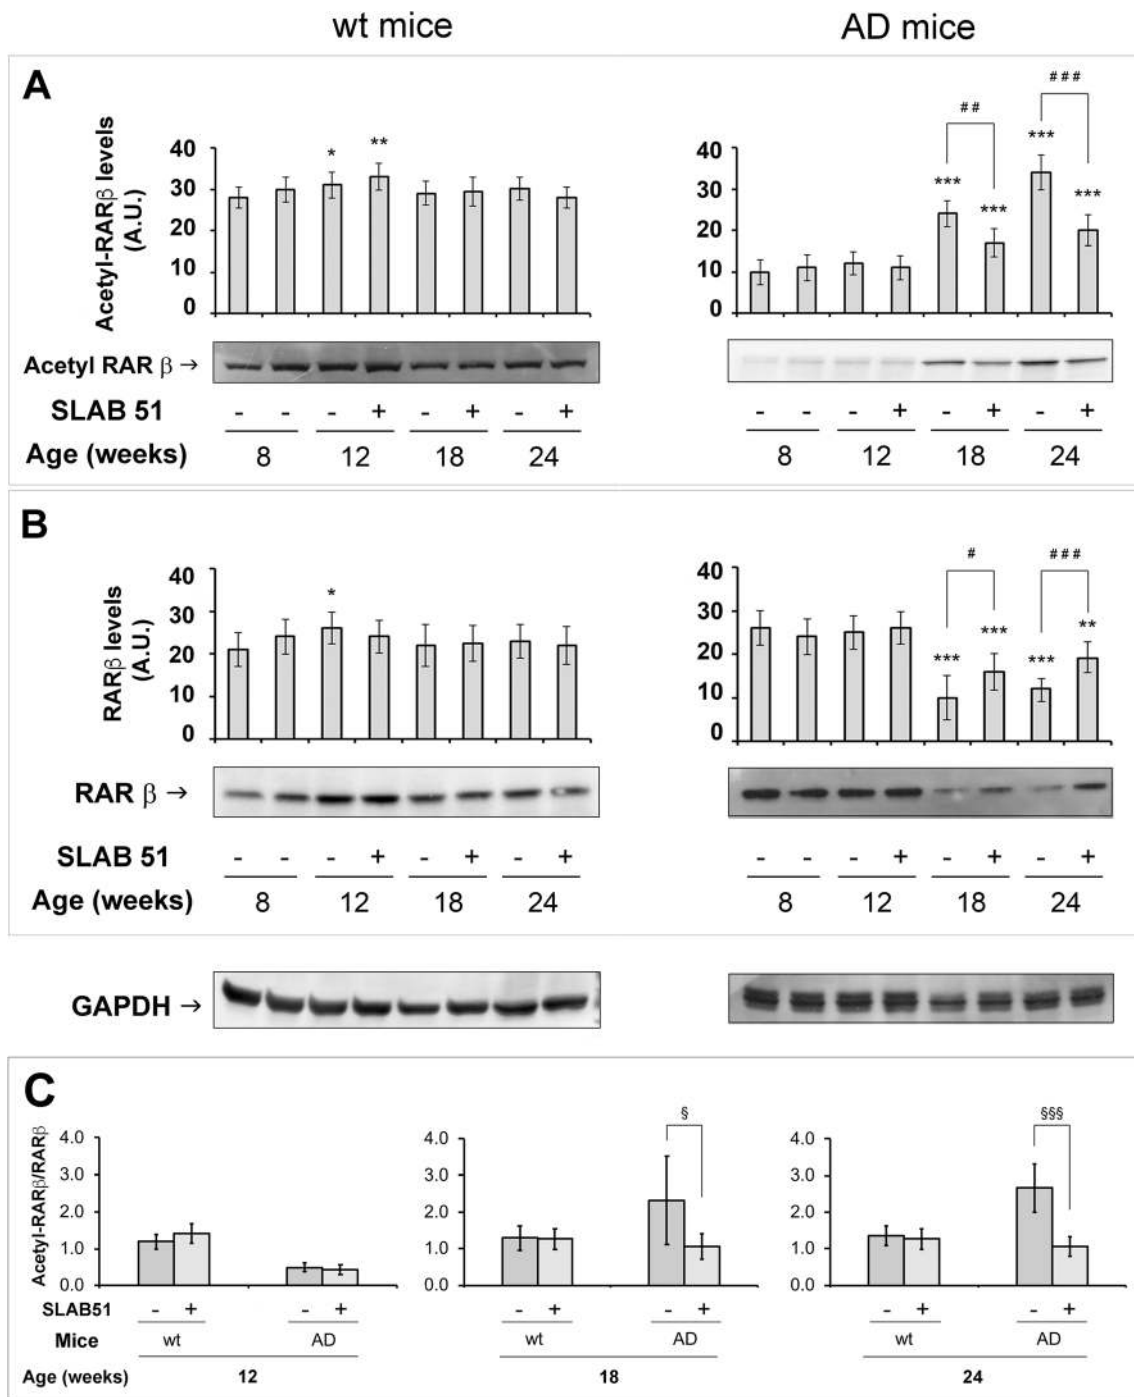 wt mice AD mice
A
Acetyl-RARβ levels
(A.U.)
40
30
20
10
0
* **
40
30
20
10
0
*** *** *** ***
## ###
Acetyl RAR β →
SLAB 51 - - - + - + - + - - - + - + - +
Age (weeks) 8 12 18 24 8 12 18 24
B
RARβ levels
(A.U.)
40
30
20
10
0
*
40
30
20
10
0
*** *** *** **
# ###
RAR β →
SLAB 51 - - - + - + - + - - - + - + - +
Age (weeks) 8 12 18 24 8 12 18 24
GAPDH →
C
Acetyl-RARβ/RARβ
4.0
3.0
2.0
1.0
0.0
4.0
3.0
2.0
1.0
0.0
§
4.0
3.0
2.0
1.0
0.0
§§§
SLAB51 - + - + - + - + - + - +
Mice wt AD wt AD wt AD
Age (weeks) 12 18 24